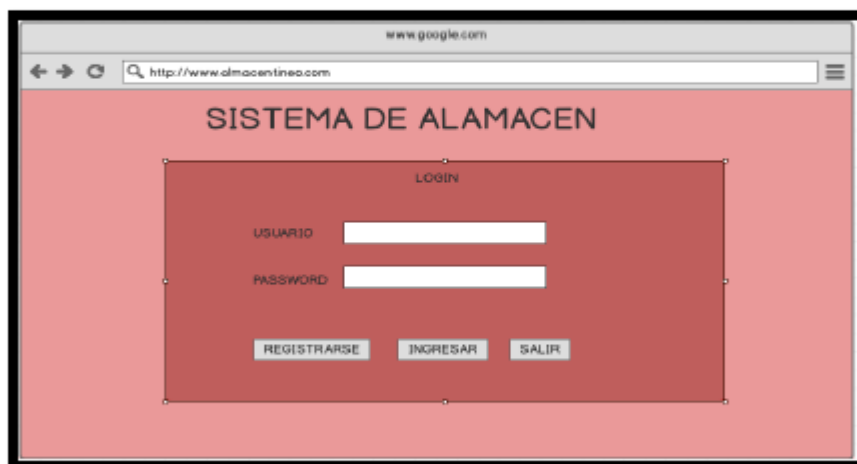 www.google.com
http://www.almacentineo.com
SISTEMA DE ALAMACEN
LOGIN
USUARIO
PASSWORD
REGISTRARSE INGRESAR SALIR